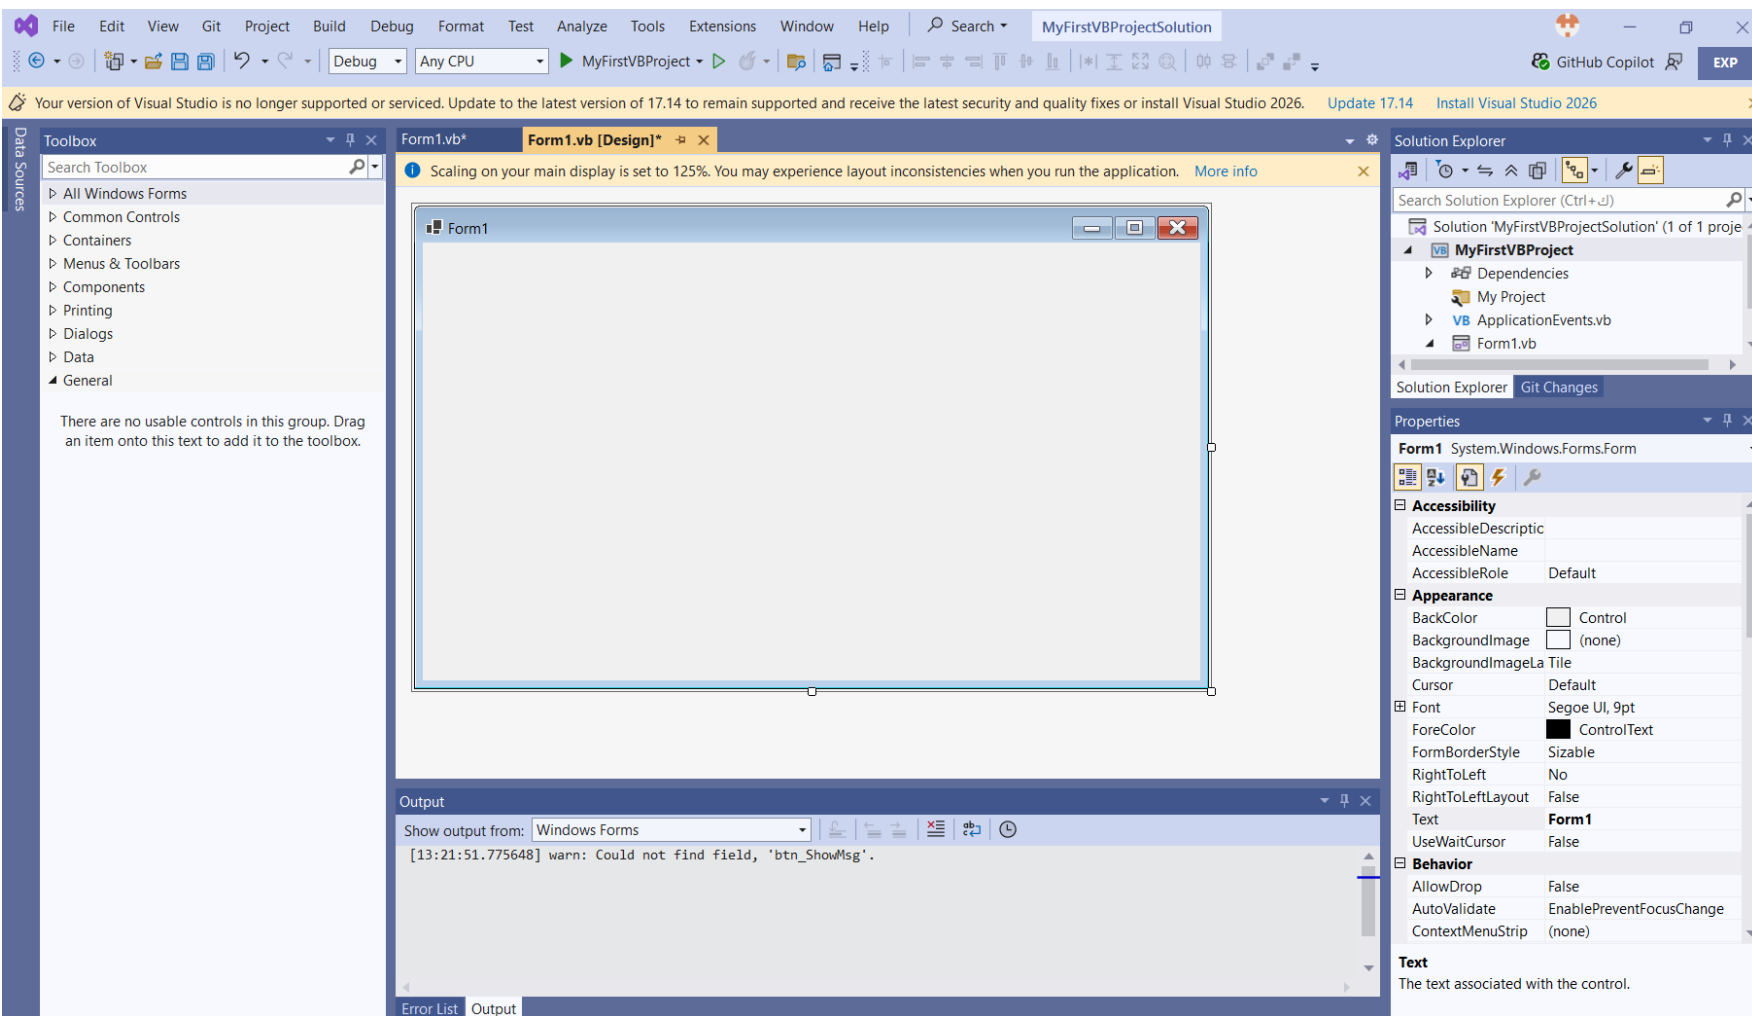 File Edit View Git Project Build Debug Format Test Analyze Tools Extensions Window Help Search MyFirstVBProjectSolution
Debug Any CPU MyFirstVBProject GitHub Copilot EXP
Your version of Visual Studio is no longer supported or serviced. Update to the latest version of 17.14 to remain supported and receive the latest security and quality fixes or install Visual Studio 2026. Update 17.14 Install Visual Studio 2026
Data Sources
Toolbox
Search Toolbox
All Windows Forms
Common Controls
Containers
Menus & Toolbars
Components
Printing
Dialogs
Data
General
There are no usable controls in this group. Drag
an item onto this text to add it to the toolbox.
Form1.vb* Form1.vb [Design]*
Scaling on your main display is set to 125%. You may experience layout inconsistencies when you run the application. More info
Form1
Output
Show output from: Windows Forms
[13:21:51.775648] warn: Could not find field, 'btn_ShowMsg'.
Error List Output
Solution Explorer
Search Solution Explorer (Ctrl+ك)
Solution 'MyFirstVBProjectSolution' (1 of 1 proje
VB MyFirstVBProject
Dependencies
My Project
VB ApplicationEvents.vb
Form1.vb
Solution Explorer Git Changes
Properties
Form1 System.Windows.Forms.Form
Accessibility
AccessibleDescriptic
AccessibleName
AccessibleRole Default
Appearance
BackColor Control
BackgroundImage (none)
BackgroundImageLa Tile
Cursor Default
Font Segoe UI, 9pt
ForeColor ControlText
FormBorderStyle Sizable
RightToLeft No
RightToLeftLayout False
Text Form1
UseWaitCursor False
Behavior
AllowDrop False
AutoValidate EnablePreventFocusChange
ContextMenuStrip (none)
Text
The text associated with the control.